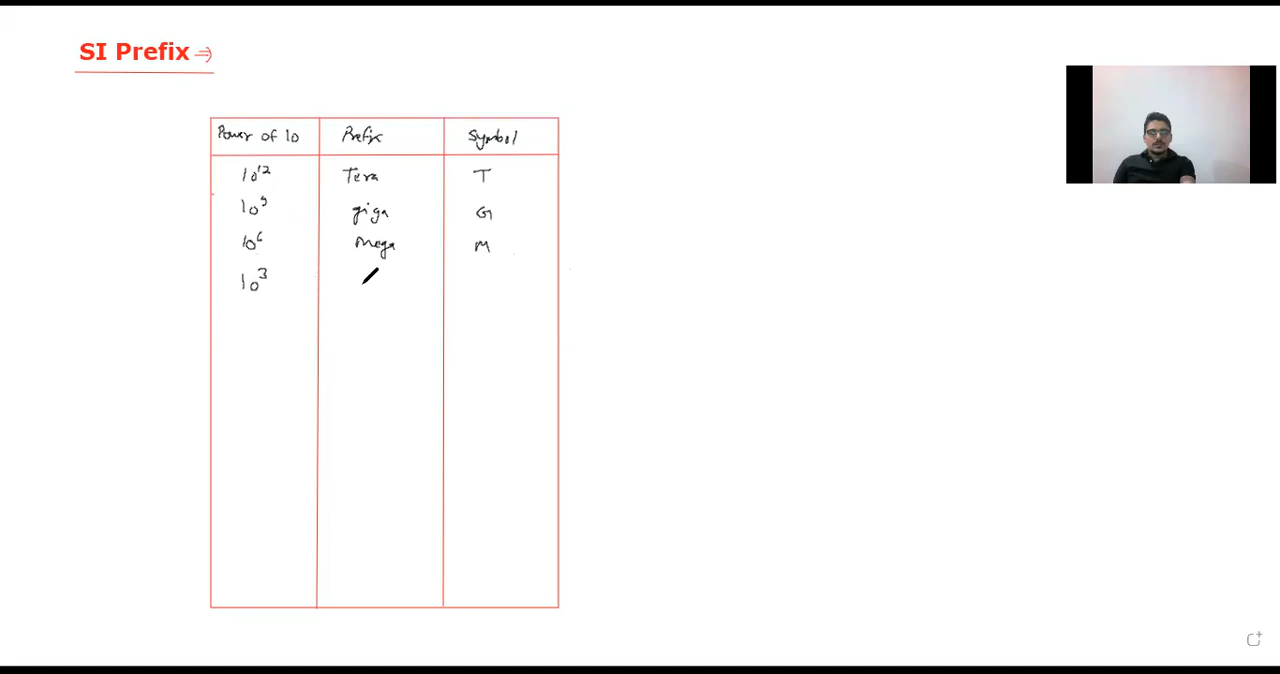 SI Prefix ⇒
Power of 10 Prefix Symbol
10¹² Tera T
10⁹ giga G
10⁶ Mega M
10³